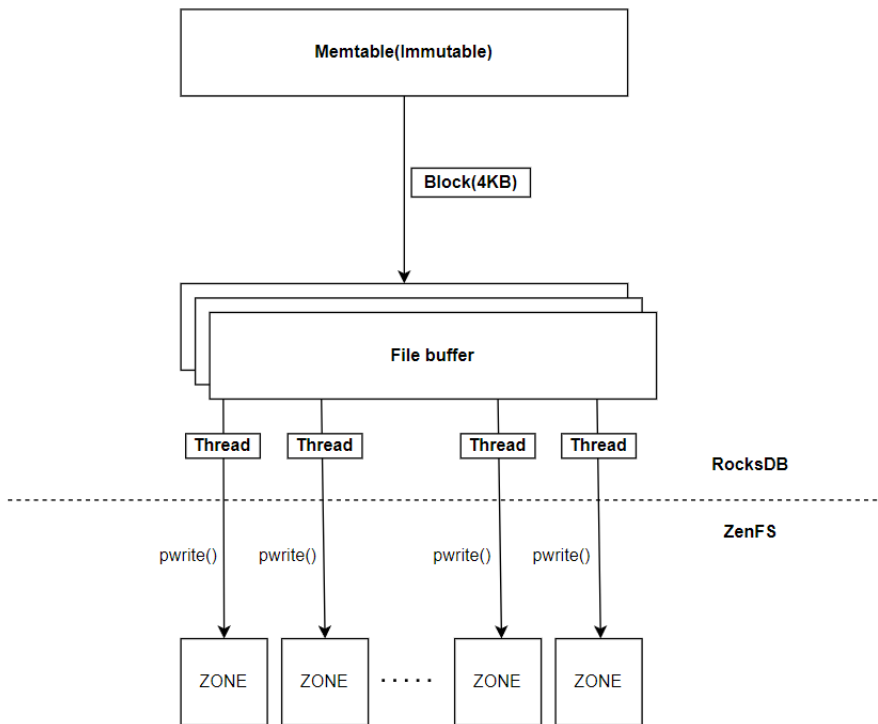 Memtable(Immutable)
Block(4KB)
File buffer
Thread Thread Thread Thread
RocksDB
ZenFS
pwrite() pwrite() pwrite() pwrite()
ZONE ZONE ..... ZONE ZONE